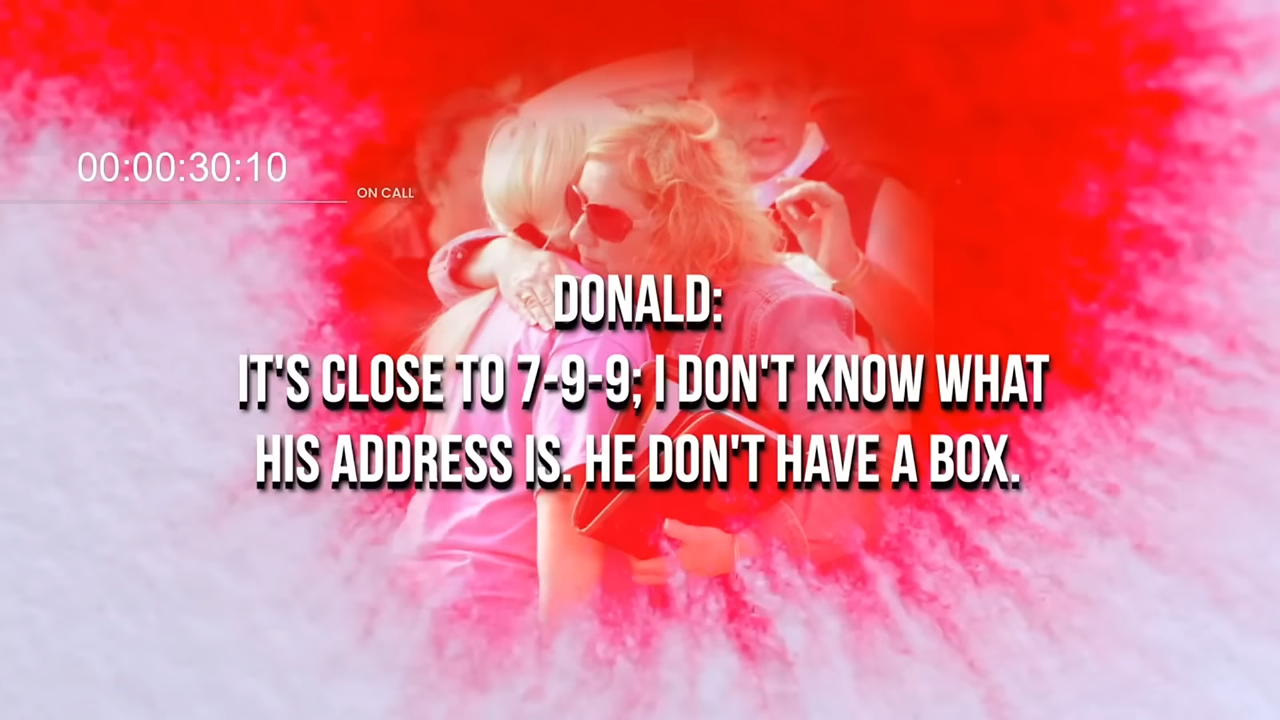 00:00:30:10
ON CALL
DONALD:
IT'S CLOSE TO 7-9-9; I DON'T KNOW WHAT
HIS ADDRESS IS. HE DON'T HAVE A BOX.